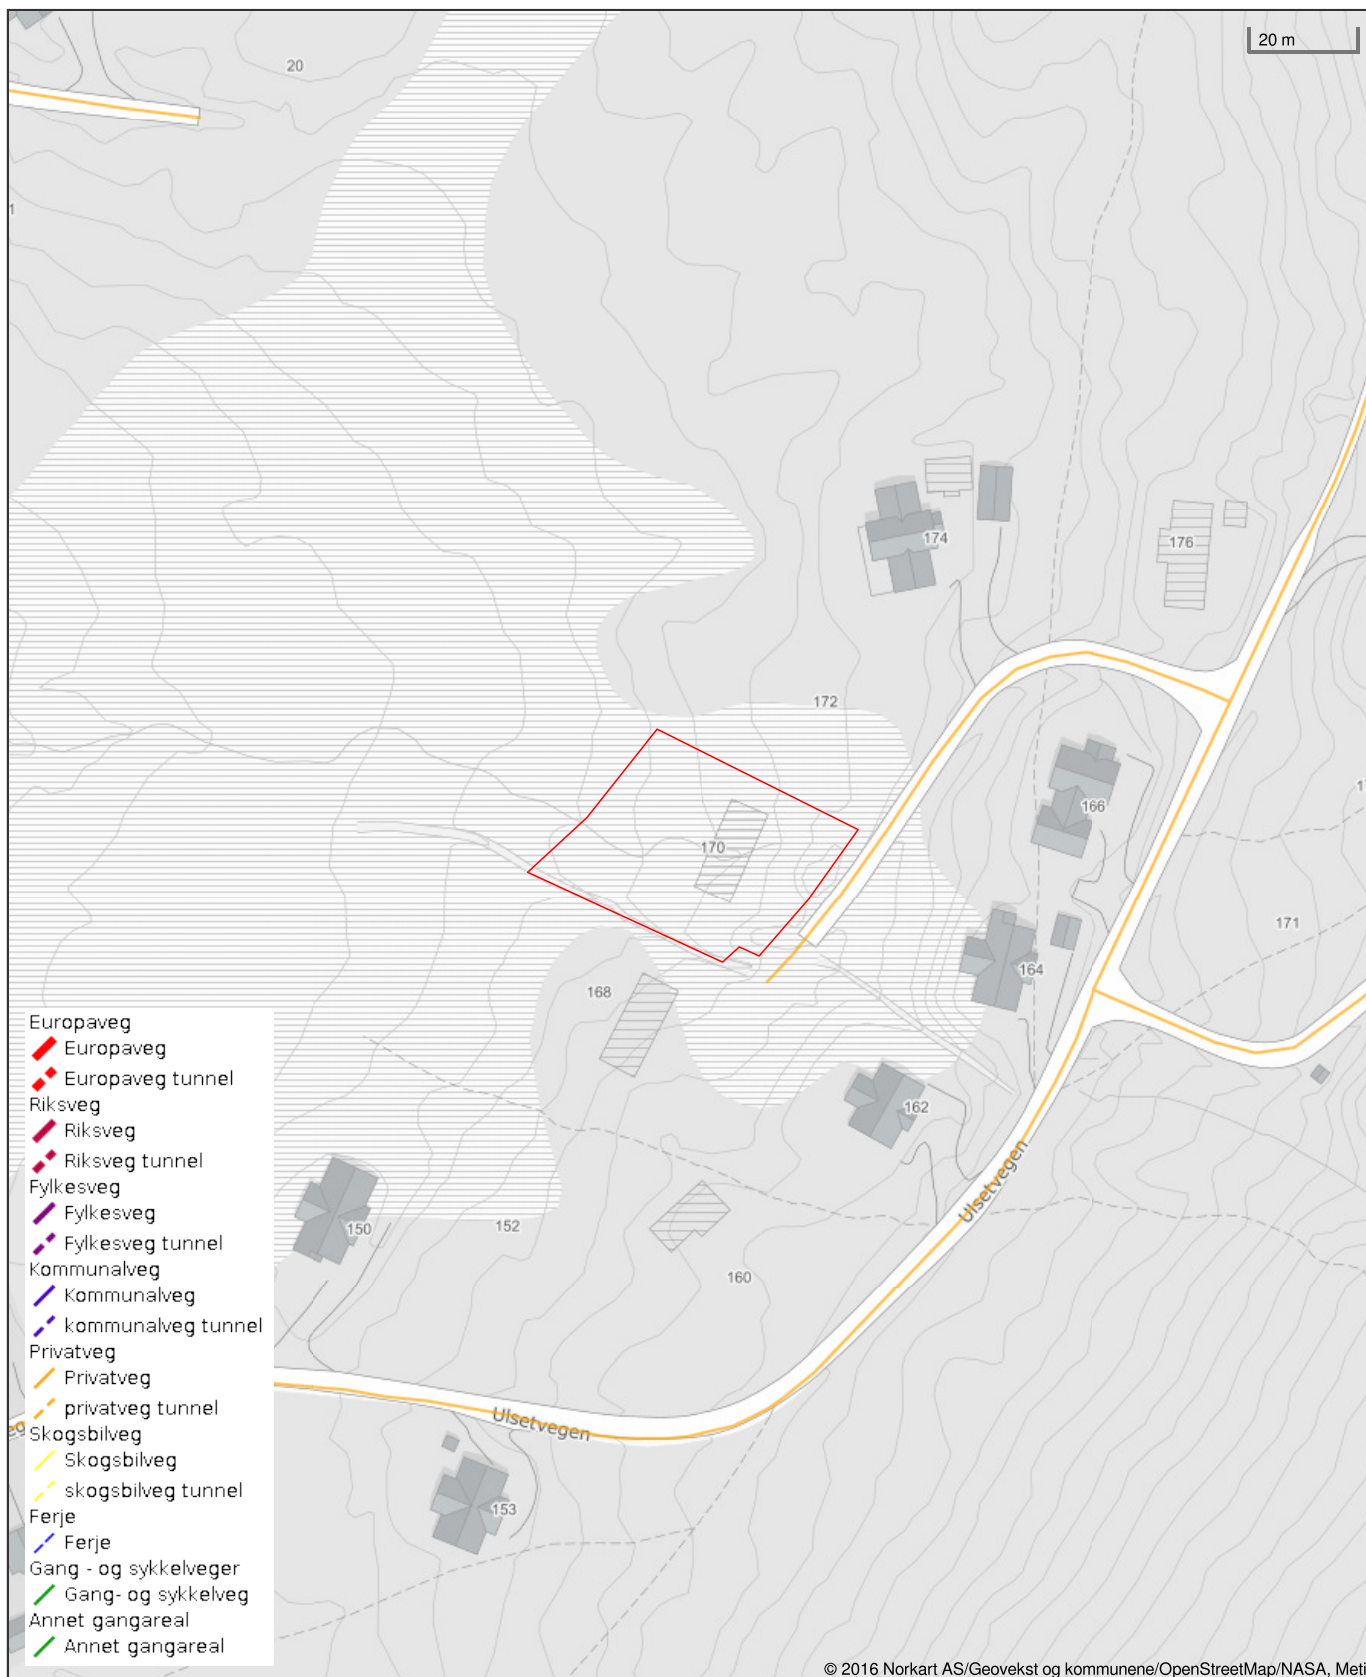 20 m
20
1
174
176
172
166
170
171
164
168
162
Ulsetvegen
150
152
160
Ulsetvegen
153
Europaveg
Europaveg
Europaveg tunnel
Riksveg
Riksveg
Riksveg tunnel
Fylkesveg
Fylkesveg
Fylkesveg tunnel
Kommunalveg
Kommunalveg
kommunalveg tunnel
Privatveg
Privatveg
privatveg tunnel
Skogsbilveg
Skogsbilveg
skogsbilveg tunnel
Ferje
Ferje
Gang - og sykkelveger
Gang- og sykkelveg
Annet gangareal
Annet gangareal
© 2016 Norkart AS/Geovekst og kommunene/OpenStreetMap/NASA, Meti